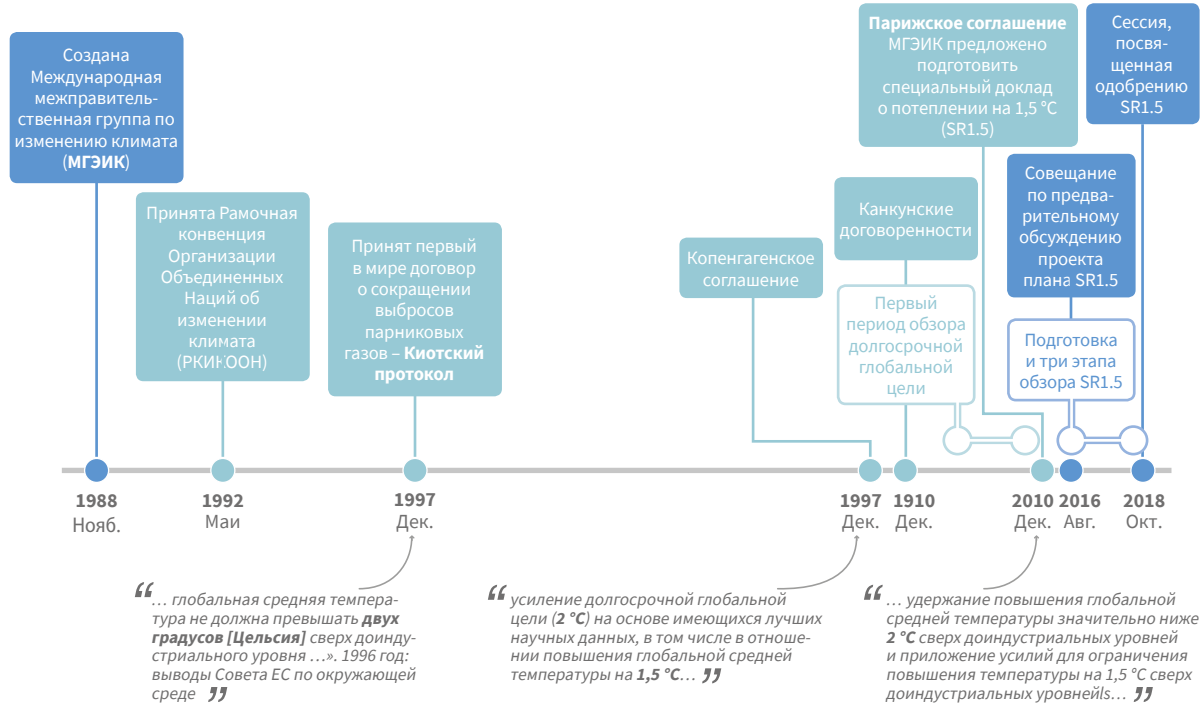 Создана
Международная
межправитель-
ственная группа по
изменению климата
(МГЭИК)
Принята Рамочная
конвенция
Организации
Объединенных
Наций об
изменении
климата
(РКИКООН)
Принят первый
в мире договор
о сокращении
выбросов
парниковых
газов – Киотский
протокол
Копенгагенское
соглашение
Канкунские
договоренности
Первый
период обзора
долгосрочной
глобальной
цели
Парижское соглашение
МГЭИК предложено
подготовить
специальный доклад
о потеплении на 1,5 °C
(SR1.5)
Совещание
по предва-
рительному
обсуждению
проекта
плана SR1.5
Подготовка
и три этапа
обзора SR1.5
Сессия,
посвя-
щенная
одобрению
SR1.5
1988
Нояб.
1992
Маи
1997
Дек.
1997
Дек.
1910
Дек.
2010
Дек.
2016
Авг.
2018
Окт.
“… глобальная средняя темпера-
тура не должна превышать двух
градусов [Цельсия] сверх доинду-
стриального уровня …». 1996 год:
выводы Совета ЕС по окружающей
среде ”
“ усиление долгосрочной глобальной
цели (2 °C) на основе имеющихся лучших
научных данных, в том числе в отноше-
нии повышения глобальной средней
температуры на 1,5 °C… ”
“ … удержание повышения глобальной
средней температуры значительно ниже
2 °C сверх доиндустриальных уровней
и приложение усилий для ограничения
повышения температуры на 1,5 °C сверх
доиндустриальных уровнейls… ”